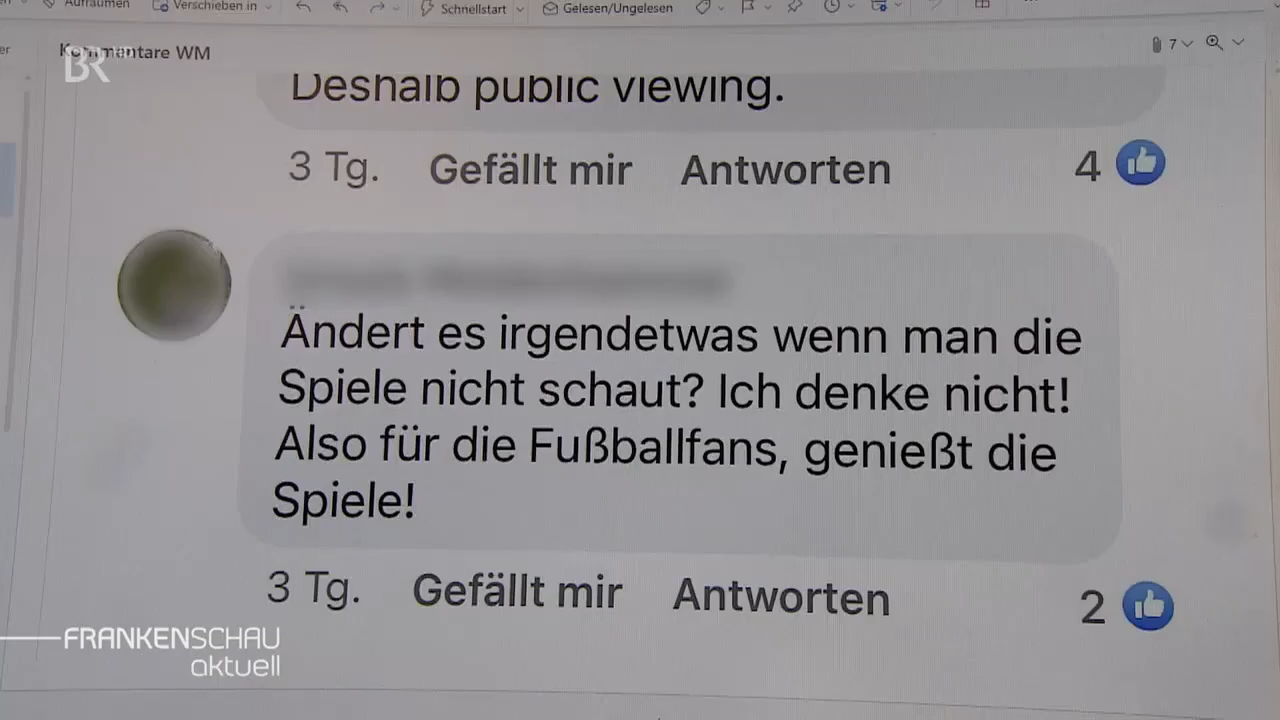 Aufräumen
Verschieben in
Schnellstart
Gelesen/Ungelesen
Kommentare WM
7
BR
Deshalb public viewing.
3 Tg. Gefällt mir Antworten 4
Ändert es irgendetwas wenn man die
Spiele nicht schaut? Ich denke nicht!
Also für die Fußballfans, genießt die
Spiele!
3 Tg. Gefällt mir Antworten 2
FRANKENSCHAU
aktuell